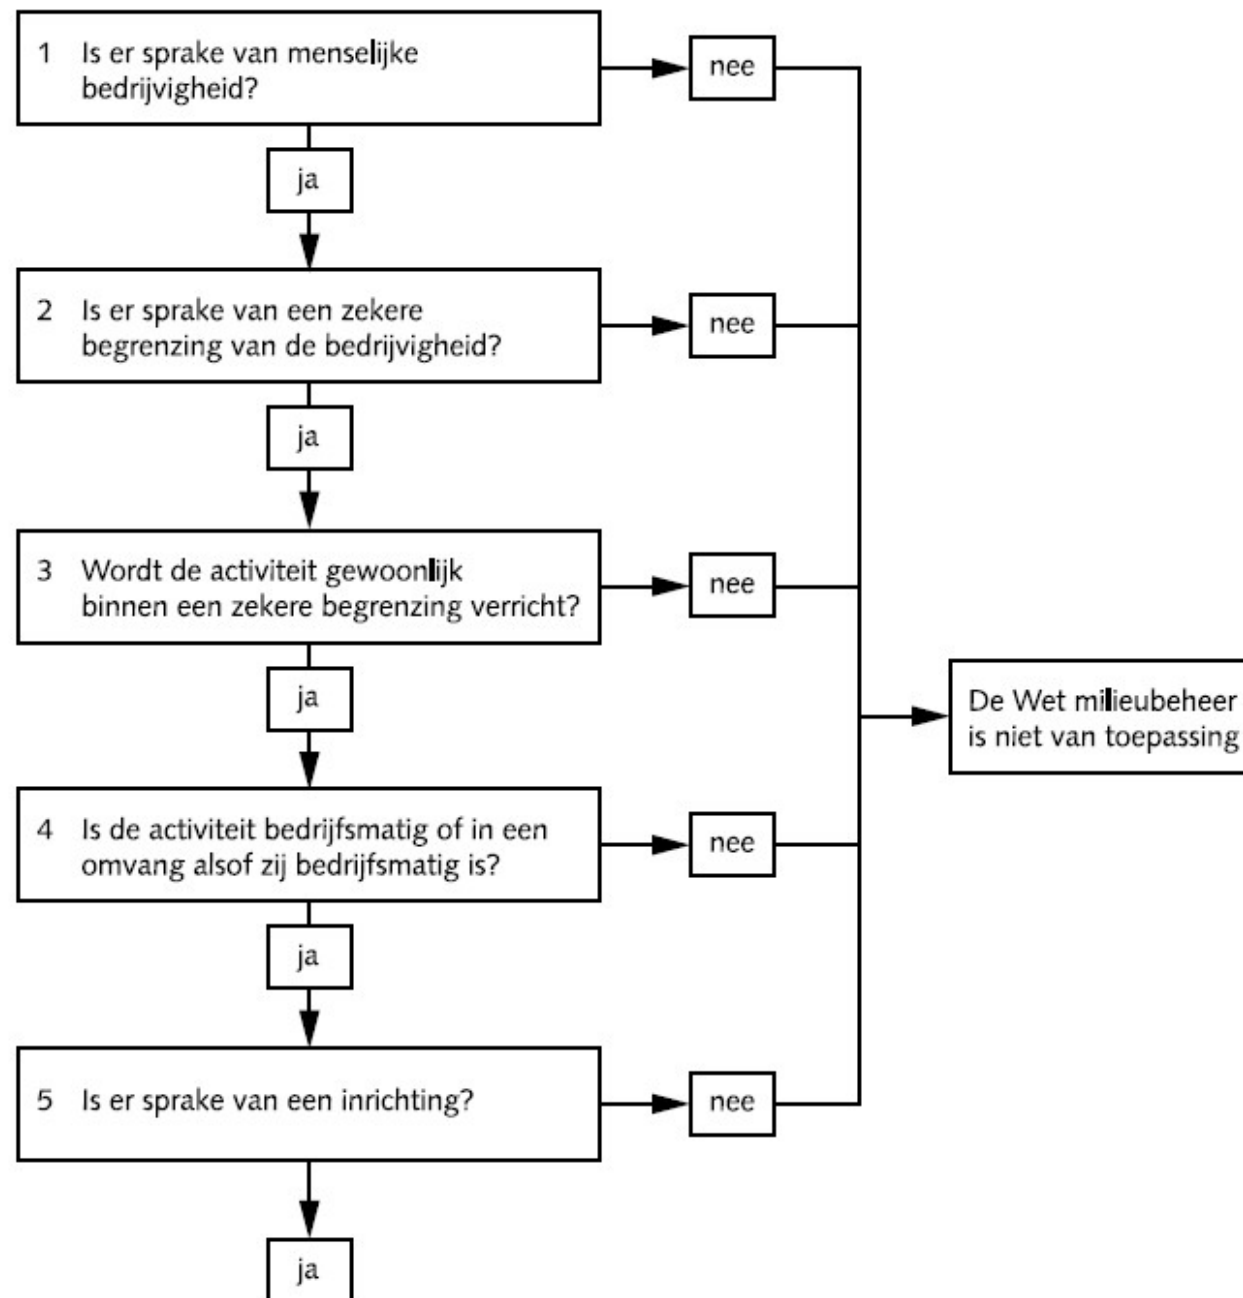 1 Is er sprake van menselijke
bedrijvigheid?
nee
ja
2 Is er sprake van een zekere
begrenzing van de bedrijvigheid?
nee
ja
3 Wordt de activiteit gewoonlijk
binnen een zekere begrenzing verricht?
nee
ja
De Wet milieubeheer
is niet van toepassing
4 Is de activiteit bedrijfsmatig of in een
omvang alsof zij bedrijfsmatig is?
nee
ja
5 Is er sprake van een inrichting?
nee
ja